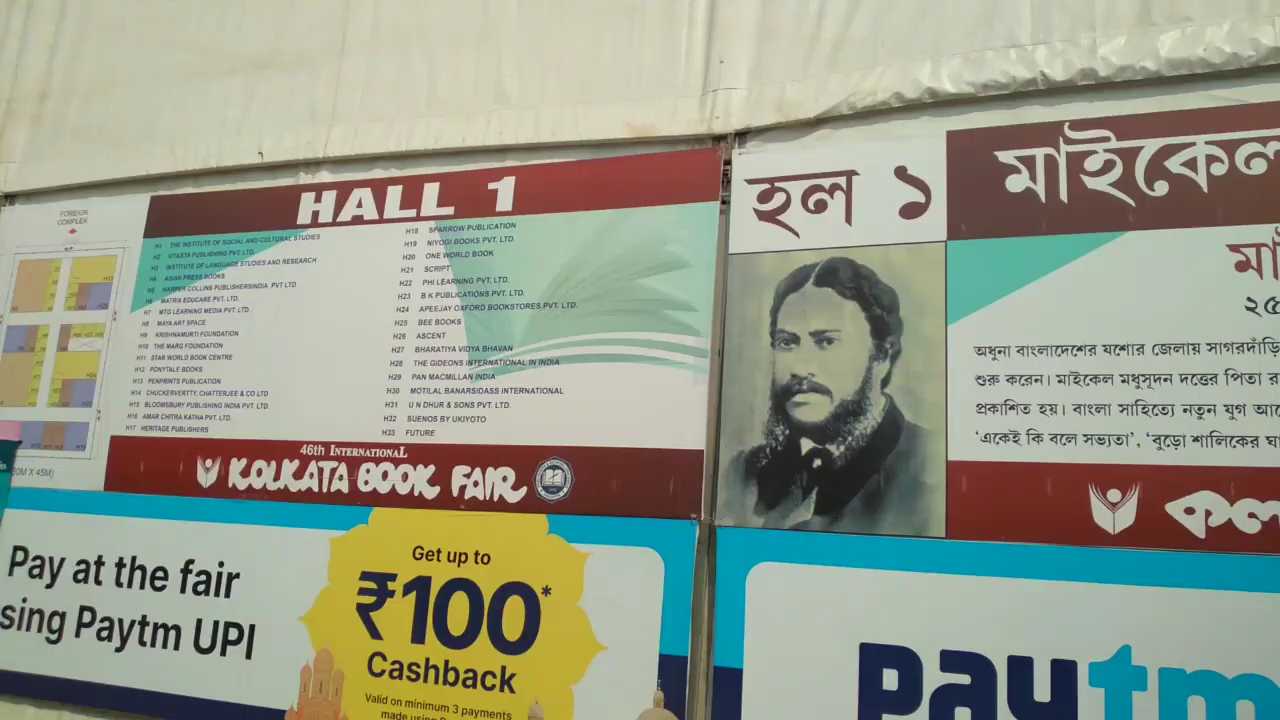 FOREIGN
COMPLEX
HALL 1
H1 THE INSTITUTE OF SOCIAL AND CULTURAL STUDIES
H2 VITASTA PUBLISHING PVT. LTD.
H3 INSTITUTE OF LANGUAGE STUDIES AND RESEARCH
H4 ASIAN PRESS BOOKS
H5 HARPER COLLINS PUBLISHERSINDIA PVT LTD
H6 MATRIX EDUCARE PVT. LTD.
H7 MTG LEARNING MEDIA PVT. LTD.
H8 MAYA ART SPACE
H9 KRISHNAMURTI FOUNDATION
H10 THE MARG FOUNDATION
H11 STAR WORLD BOOK CENTRE
H12 PONYTALE BOOKS
H13 PENPRINTS PUBLICATION
H14 CHUCKERVERTTY, CHATTERJEE & CO LTD
H15 BLOOMSBURY PUBLISHING INDIA PVT. LTD.
H16 AMAR CHITRA KATHA PVT. LTD.
H17 HERITAGE PUBLISHERS
H18 SPARROW PUBLICATION
H19 NIYOGI BOOKS PVT. LTD.
H20 ONE WORLD BOOK
H21 SCRIPT
H22 PHI LEARNING PVT. LTD.
H23 B K PUBLICATIONS PVT. LTD.
H24 APEEJAY OXFORD BOOKSTORES PVT. LTD.
H25 BEE BOOKS
H26 ASCENT
H27 BHARATIYA VIDYA BHAVAN
H28 THE GIDEONS INTERNATIONAL IN INDIA
H29 PAN MACMILLAN INDIA
H30 MOTILAL BANARSIDASS INTERNATIONAL
H31 U N DHUR & SONS PVT. LTD.
H32 SUENOS BY UKIYOTO
H33 FUTURE
46th INTERNATIONAL
KOLKATA BOOK FAIR
হল ১
মাইকেল
মা
২৫
অধুনা বাংলাদেশের যশোর জেলায় সাগরদাঁড়ি
শুরু করেন। মাইকেল মধুসূদন দত্তের পিতা
প্রকাশিত হয়। বাংলা সাহিত্যে নতুন যুগ
'একেই কি বলে সভ্যতা', 'বুড়ো শালিকের ঘা
কল
Pay at the fair
sing Paytm UPI
Get up to
₹100*
Cashback
Valid on minimum 3 payments
made using
paytm